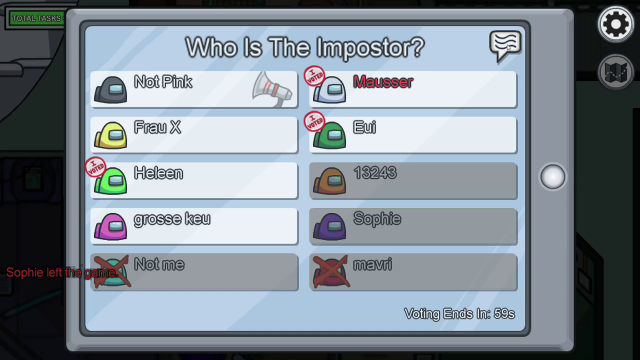 TOTAL TASKS
Who Is The Impostor?
Not Pink
I VOTED
Mausser
Frau X
I VOTED
Eui
I VOTED
Heleen
13243
grosse keu
Sophie
Not me
mavri
Sophie left the game.
Voting Ends In: 59s